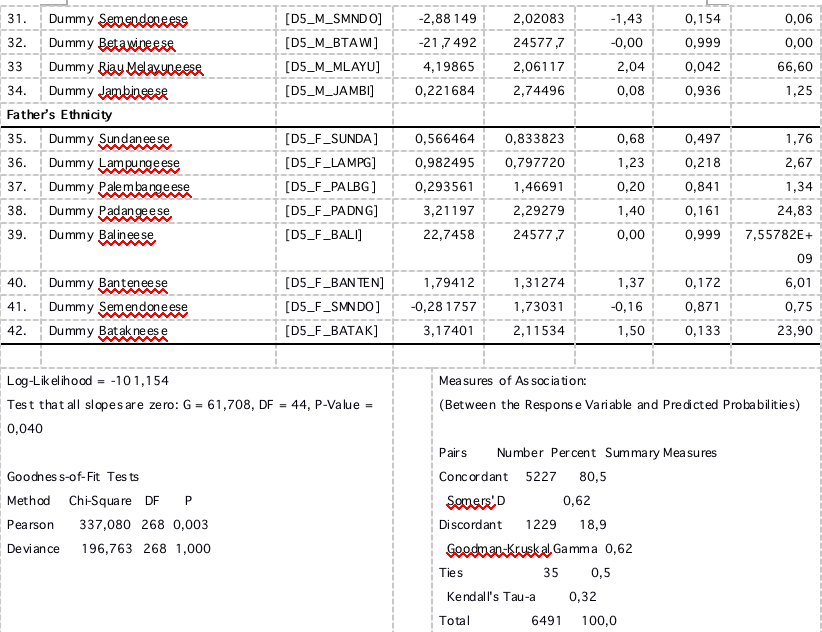 31. Dummy Semendoneese [D5_M_SMNDO] -2,88149 2,02083 -1,43 0,154 0,06
32. Dummy Betawineese [D5_M_BTAWI] -21,7492 24577,7 -0,00 0,999 0,00
33 Dummy Riau Melayuneese [D5_M_MLAYU] 4,19865 2,06117 2,04 0,042 66,60
34. Dummy Jambineese [D5_M_JAMBI] 0,221684 2,74496 0,08 0,936 1,25
Father's Ethnicity
35. Dummy Sundaneese [D5_F_SUNDA] 0,566464 0,833823 0,68 0,497 1,76
36. Dummy Lampungeese [D5_F_LAMPG] 0,982495 0,797720 1,23 0,218 2,67
37. Dummy Palembangeese [D5_F_PALBG] 0,293561 1,46691 0,20 0,841 1,34
38. Dummy Padangeese [D5_F_PADNG] 3,21197 2,29279 1,40 0,161 24,83
39. Dummy Balineese [D5_F_BALI] 22,7458 24577,7 0,00 0,999 7,55782E+
09
40. Dummy Banteneese [D5_F_BANTEN] 1,79412 1,31274 1,37 0,172 6,01
41. Dummy Semendoneese [D5_F_SMNDO] -0,281757 1,73031 -0,16 0,871 0,75
42. Dummy Batakneese [D5_F_BATAK] 3,17401 2,11534 1,50 0,133 23,90
Log-Likelihood = -101,154
Test that all slopes are zero: G = 61,708, DF = 44, P-Value =
0,040
Goodness-of-Fit Tests
Method Chi-Square DF P
Pearson 337,080 268 0,003
Deviance 196,763 268 1,000
Measures of Association:
(Between the Response Variable and Predicted Probabilities)
Pairs Number Percent Summary Measures
Concordant 5227 80,5
Somers' D 0,62
Discordant 1229 18,9
Goodman-Kruskal Gamma 0,62
Ties 35 0,5
Kendall's Tau-a 0,32
Total 6491 100,0